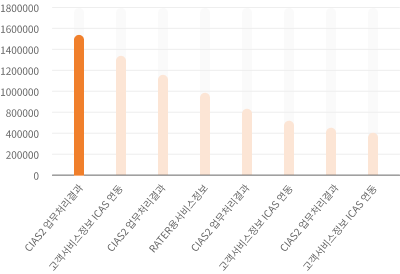 1800000
1600000
1400000
1200000
1000000
800000
600000
400000
200000
0
CIAS2 업무처리결과
고객서비스정보 ICAS 연동
CIAS2 업무처리결과
RATER용서비스정보
CIAS2 업무처리결과
고객서비스정보 ICAS 연동
CIAS2 업무처리결과
고객서비스정보 ICAS 연동